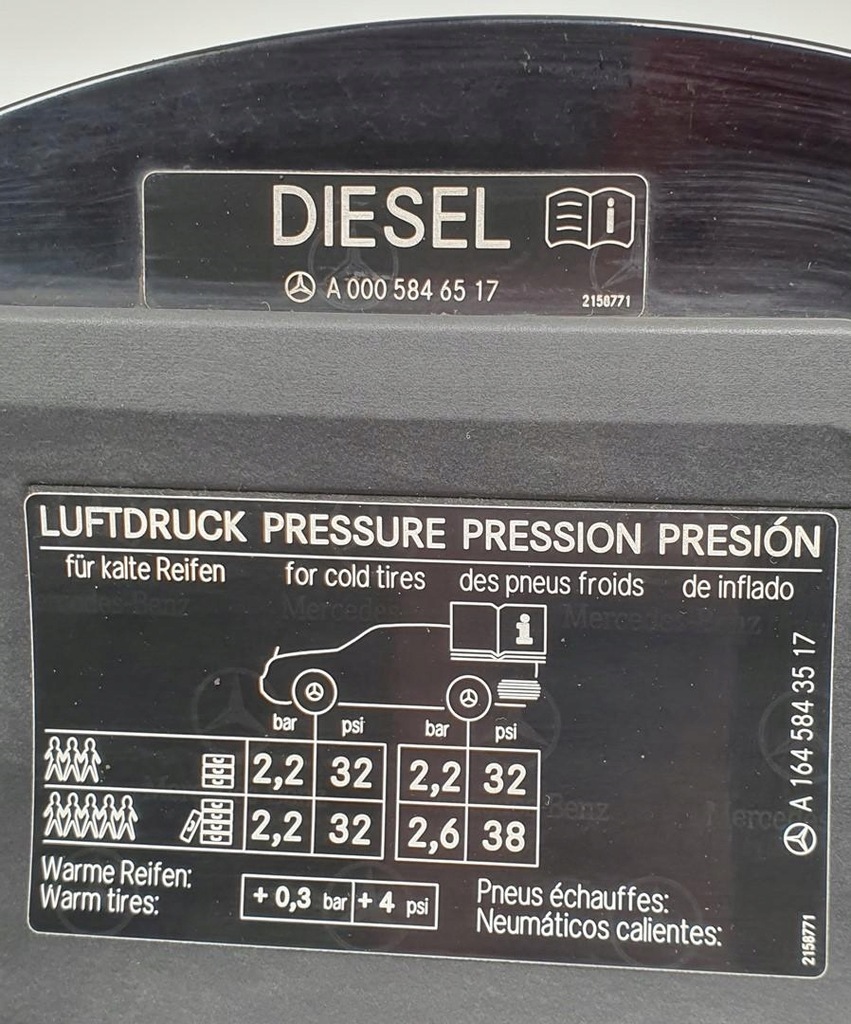 DIESEL
A 000 584 65 17
2158771
LUFTDRUCK PRESSURE PRESSION PRESIÓN
für kalte Reifen for cold tires des pneus froids de inflado
bar psi bar psi
2,2 32 2,2 32
2,2 32 2,6 38
Warme Reifen:
Warm tires:
+ 0,3 bar + 4 psi
Pneus échauffes:
Neumáticos calientes:
A 164 584 35 17
2158771
Mercedes-Benz